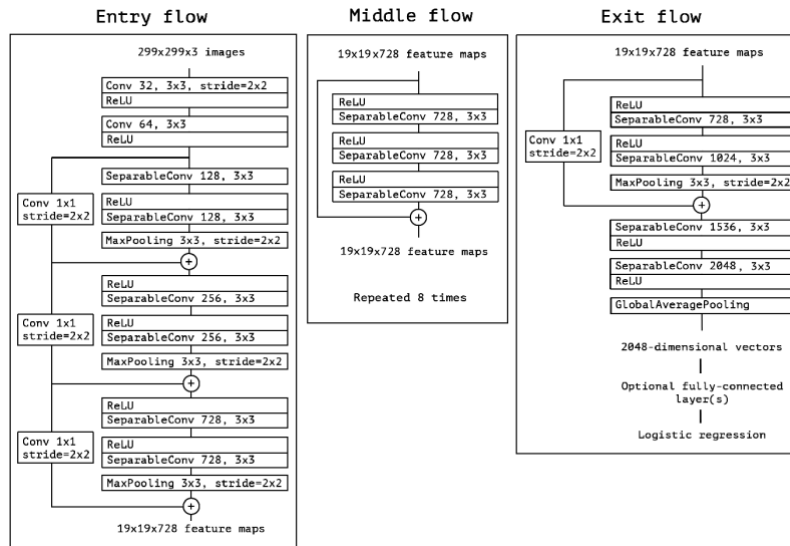 Entry flow
299x299x3 images
Conv 32, 3x3, stride=2x2
ReLU
Conv 64, 3x3
ReLU
SeparableConv 128, 3x3
Conv 1x1
stride=2x2
ReLU
SeparableConv 128, 3x3
MaxPooling 3x3, stride=2x2
+
ReLU
SeparableConv 256, 3x3
Conv 1x1
stride=2x2
ReLU
SeparableConv 256, 3x3
MaxPooling 3x3, stride=2x2
+
ReLU
SeparableConv 728, 3x3
Conv 1x1
stride=2x2
ReLU
SeparableConv 728, 3x3
MaxPooling 3x3, stride=2x2
+
19x19x728 feature maps
Middle flow
19x19x728 feature maps
ReLU
SeparableConv 728, 3x3
ReLU
SeparableConv 728, 3x3
ReLU
SeparableConv 728, 3x3
+
19x19x728 feature maps
Repeated 8 times
Exit flow
19x19x728 feature maps
ReLU
SeparableConv 728, 3x3
Conv 1x1
stride=2x2
ReLU
SeparableConv 1024, 3x3
MaxPooling 3x3, stride=2x2
+
SeparableConv 1536, 3x3
ReLU
SeparableConv 2048, 3x3
ReLU
GlobalAveragePooling
2048-dimensional vectors
Optional fully-connected
layer(s)
Logistic regression